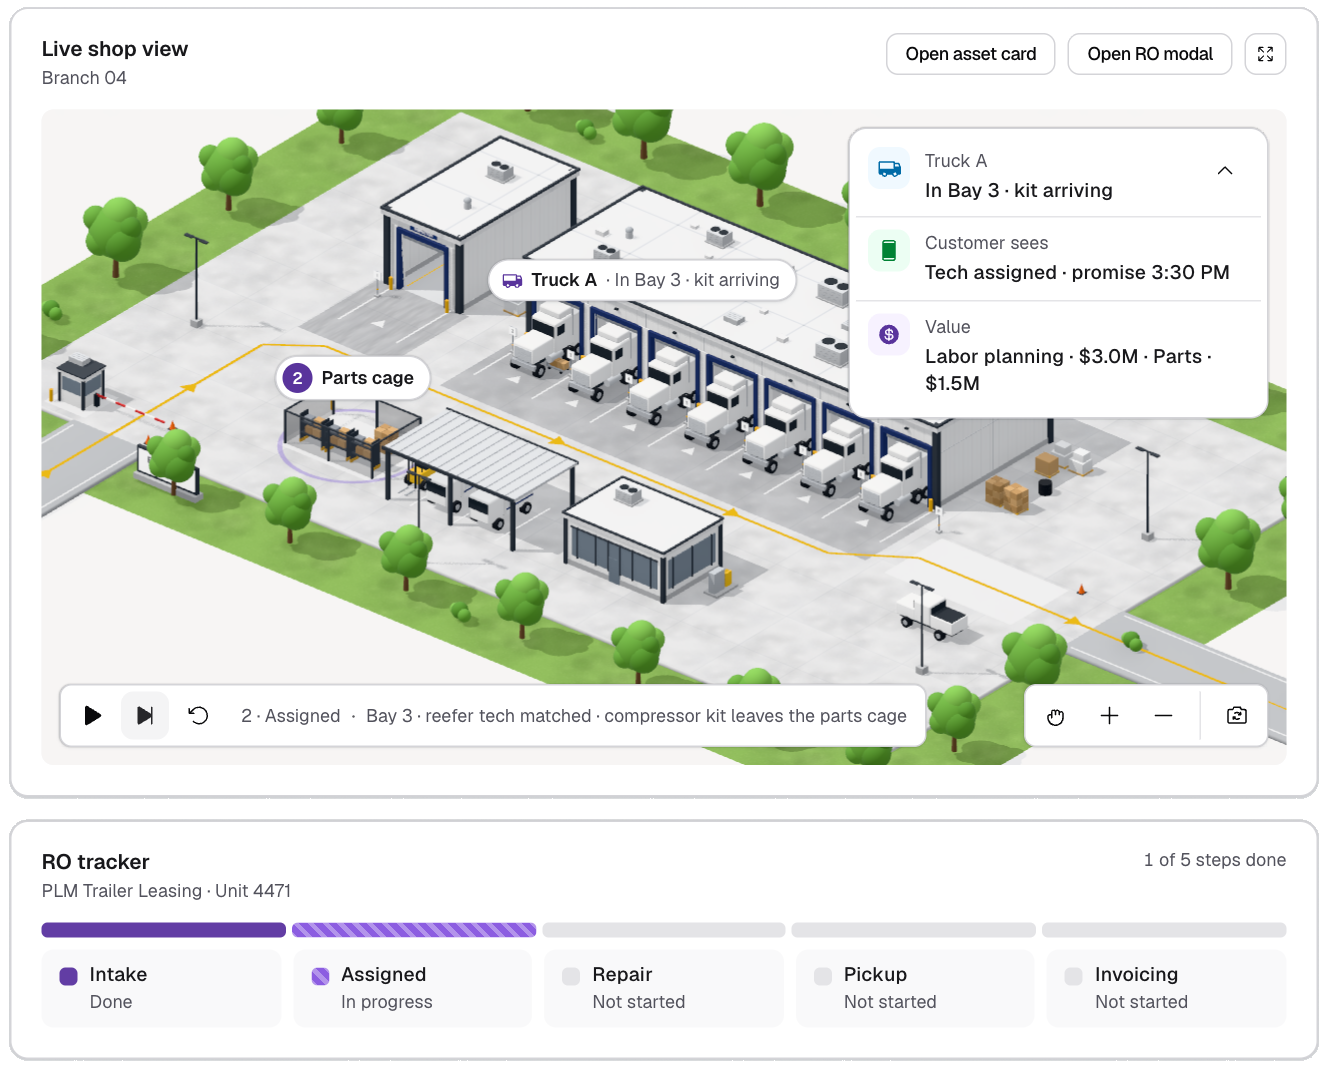 Live shop view
Branch 04
Open asset card
Open RO modal
Truck A
In Bay 3 · kit arriving
Customer sees
Tech assigned · promise 3:30 PM
Value
Labor planning · $3.0M · Parts ·
$1.5M
Truck A · In Bay 3 · kit arriving
2 Parts cage
2 · Assigned · Bay 3 · reefer tech matched · compressor kit leaves the parts cage
RO tracker
1 of 5 steps done
PLM Trailer Leasing · Unit 4471
Intake
Done
Assigned
In progress
Repair
Not started
Pickup
Not started
Invoicing
Not started